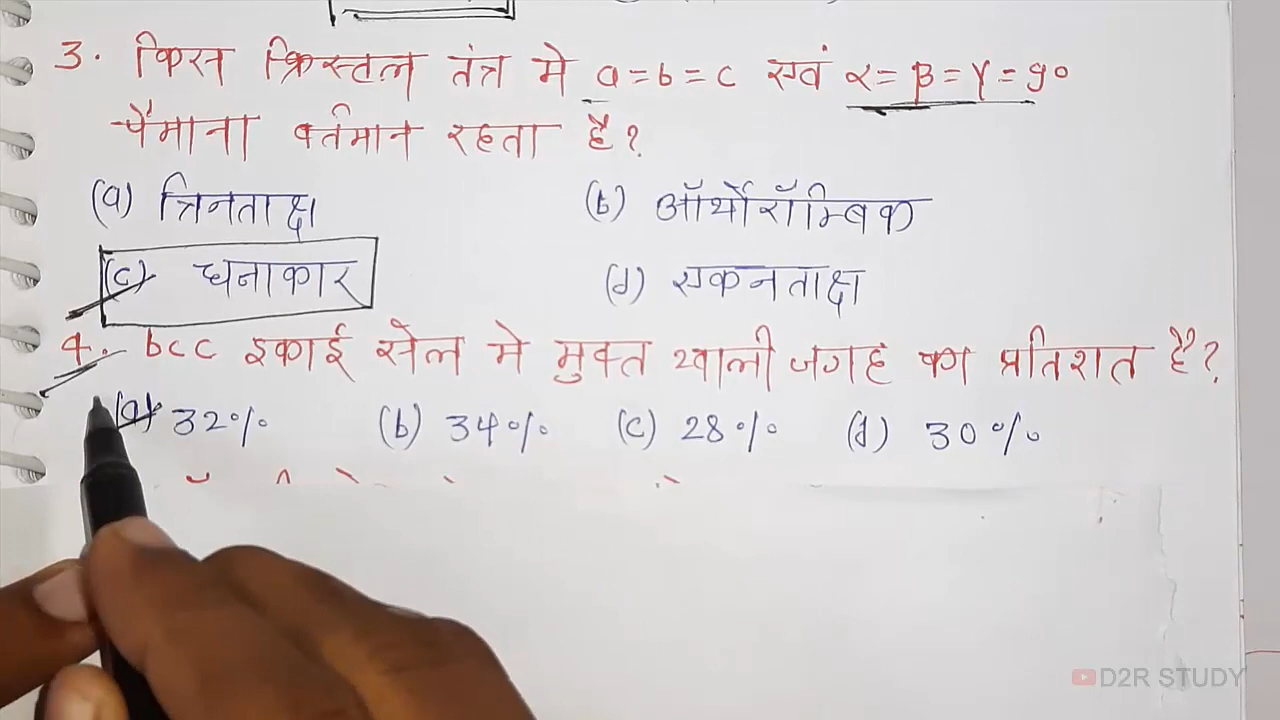 3. किस क्रिस्टल तंत्र मे a=b=c एवं α=β=γ=90
पैमाना वर्तमान रहता है?
(a) त्रिनताक्ष (b) ऑर्थोरॉम्बिक
(c) घनाकार (d) एकनताक्ष
4. bcc इकाई सेल मे मुक्त खाली जगह का प्रतिशत है?
(a) 32% (b) 34% (c) 28% (d) 30%
D2R STUDY